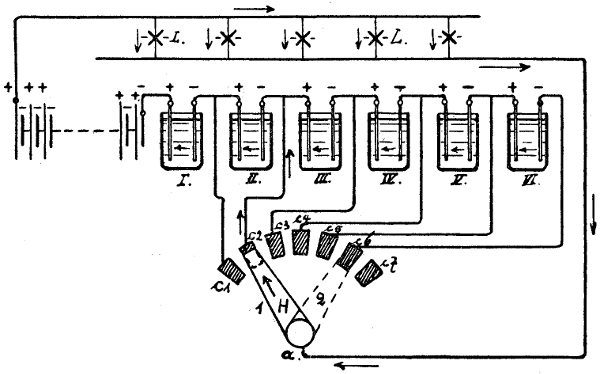 L. L.
+ ++ ++ - + - + - + - + - + - + -
I. II. III. IV. V. VI.
c1 c2 c3 c4 c5 c6 c7
1 H 2
a.